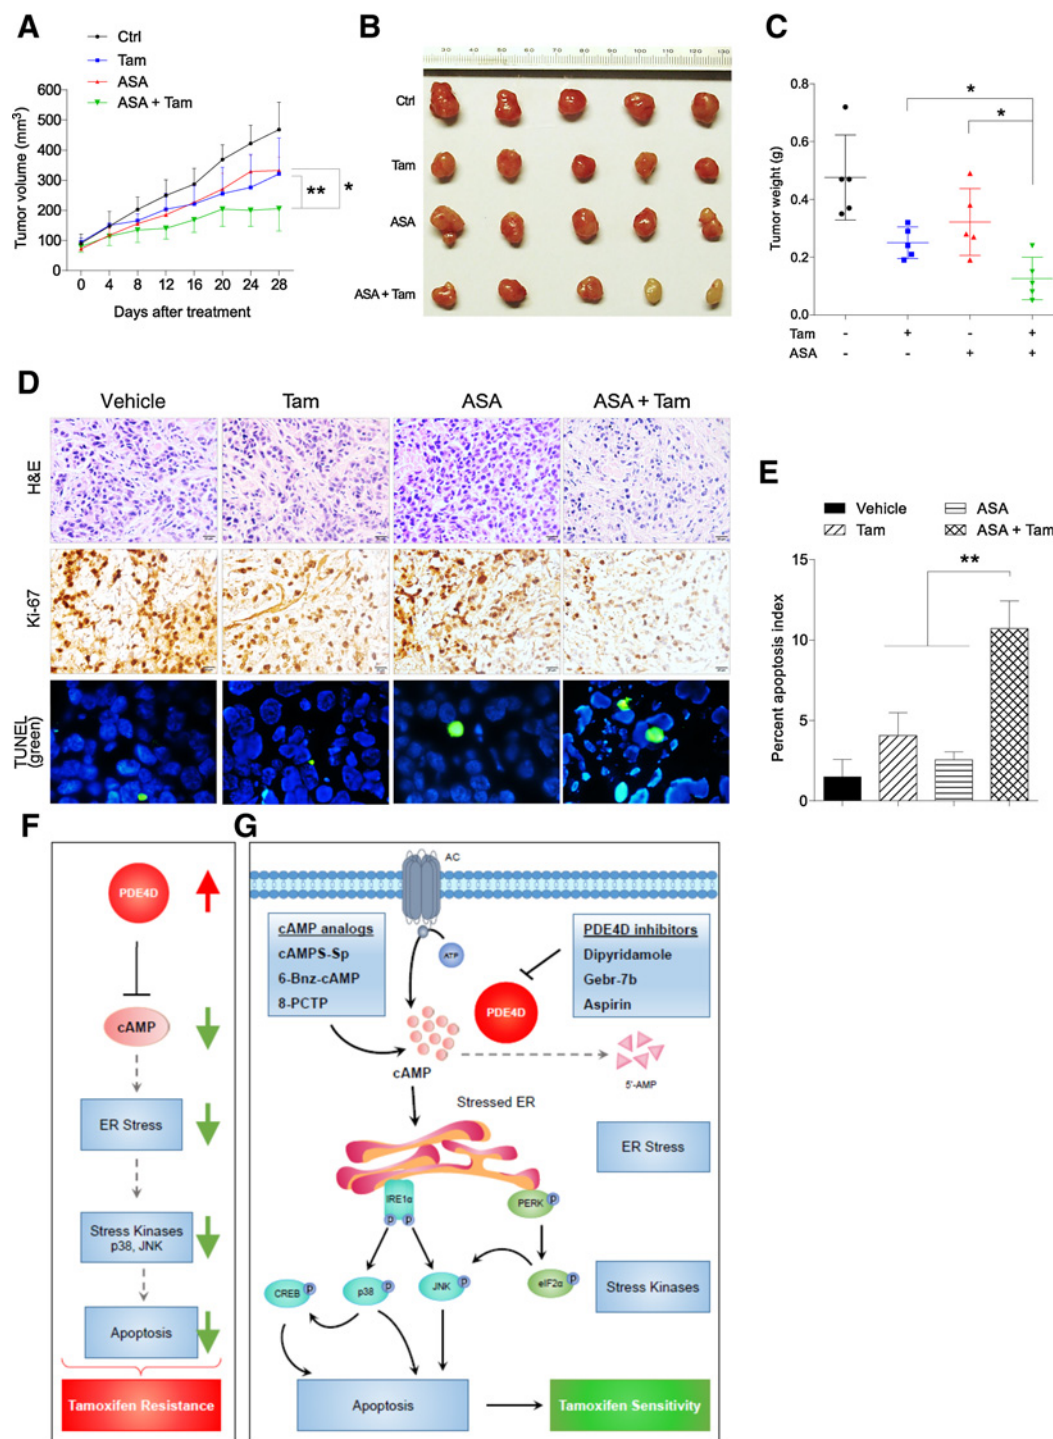 A
Ctrl
Tam
ASA
ASA + Tam
Tumor volume (mm3)
600
500
400
300
200
100
0
** *
0 4 8 12 16 20 24 28
Days after treatment
B
Ctrl
Tam
ASA
ASA + Tam
C
Tumor weight (g)
0.8
0.6
0.4
0.2
0.0
*
*
Tam - + - +
ASA - - + +
D
Vehicle Tam ASA ASA + Tam
H&E
Ki-67
TUNEL
(green)
E
Vehicle ASA
Tam ASA + Tam
Percent apoptosis index
15
10
5
0
**
F
PDE4D
cAMP
ER Stress
Stress Kinases
p38, JNK
Apoptosis
Tamoxifen Resistance
G
AC
cAMP analogs
cAMPS-Sp
6-Bnz-cAMP
8-PCTP
ATP
PDE4D inhibitors
Dipyridamole
Gebr-7b
Aspirin
PDE4D
cAMP
5'-AMP
Stressed ER
ER Stress
IRE1α
P P
PERK P
CREB P
p38 P
JNK P
eIF2α P
Stress Kinases
Apoptosis
Tamoxifen Sensitivity